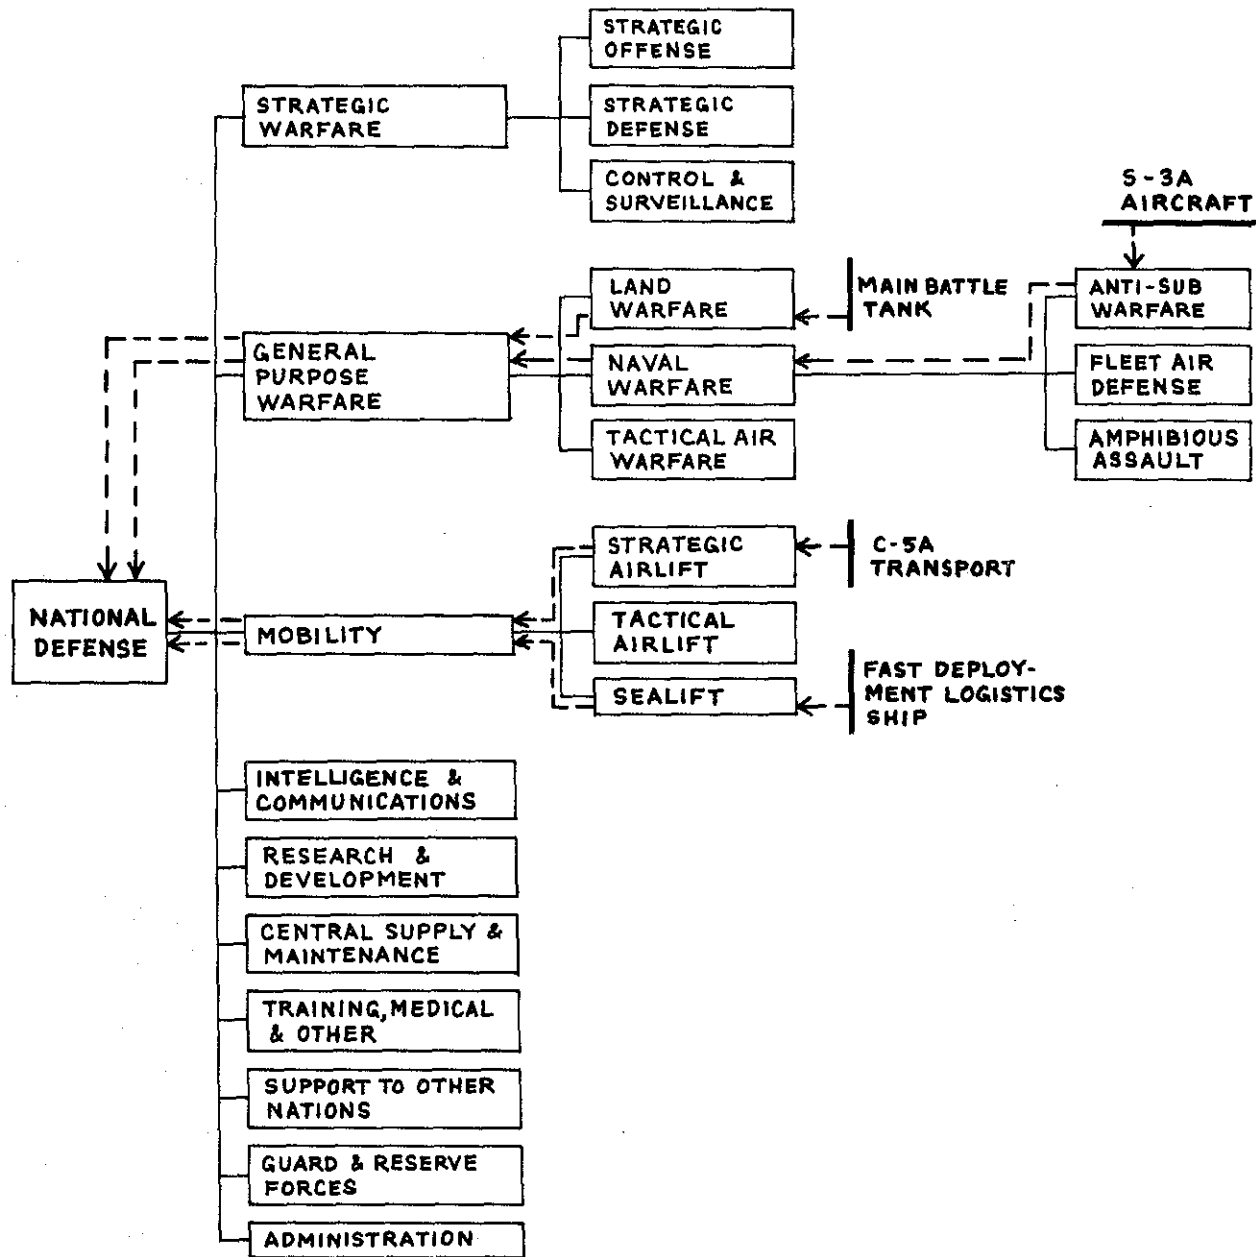 STRATEGIC
OFFENSE
STRATEGIC
WARFARE
STRATEGIC
DEFENSE
CONTROL &
SURVEILLANCE
S-3A
AIRCRAFT
LAND
WARFARE
MAIN BATTLE
TANK
ANTI-SUB
WARFARE
GENERAL
PURPOSE
WARFARE
NAVAL
WARFARE
FLEET AIR
DEFENSE
TACTICAL AIR
WARFARE
AMPHIBIOUS
ASSAULT
STRATEGIC
AIRLIFT
C-5A
TRANSPORT
NATIONAL
DEFENSE
MOBILITY
TACTICAL
AIRLIFT
SEALIFT
FAST DEPLOY-
MENT LOGISTICS
SHIP
INTELLIGENCE &
COMMUNICATIONS
RESEARCH &
DEVELOPMENT
CENTRAL SUPPLY &
MAINTENANCE
TRAINING, MEDICAL
& OTHER
SUPPORT TO OTHER
NATIONS
GUARD & RESERVE
FORCES
ADMINISTRATION